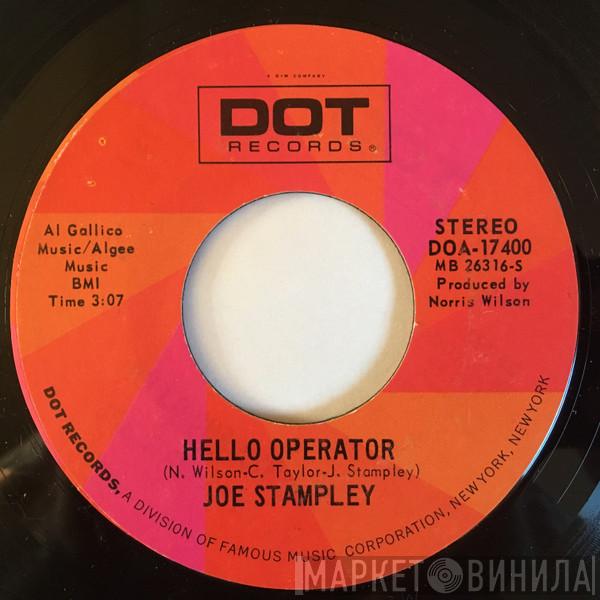 A G+W COMPANY
DOT
RECORDS®
Al Gallico
Music/Algee
Music
BMI
Time 3:07
STEREO
DOA-17400
MB 26316-S
Produced by
Norris Wilson
HELLO OPERATOR
(N. Wilson-C. Taylor-J. Stampley)
JOE STAMPLEY
DOT RECORDS, A DIVISION OF FAMOUS MUSIC CORPORATION, NEW YORK, NEW YORK
МАРКЕТ ВИНИЛА